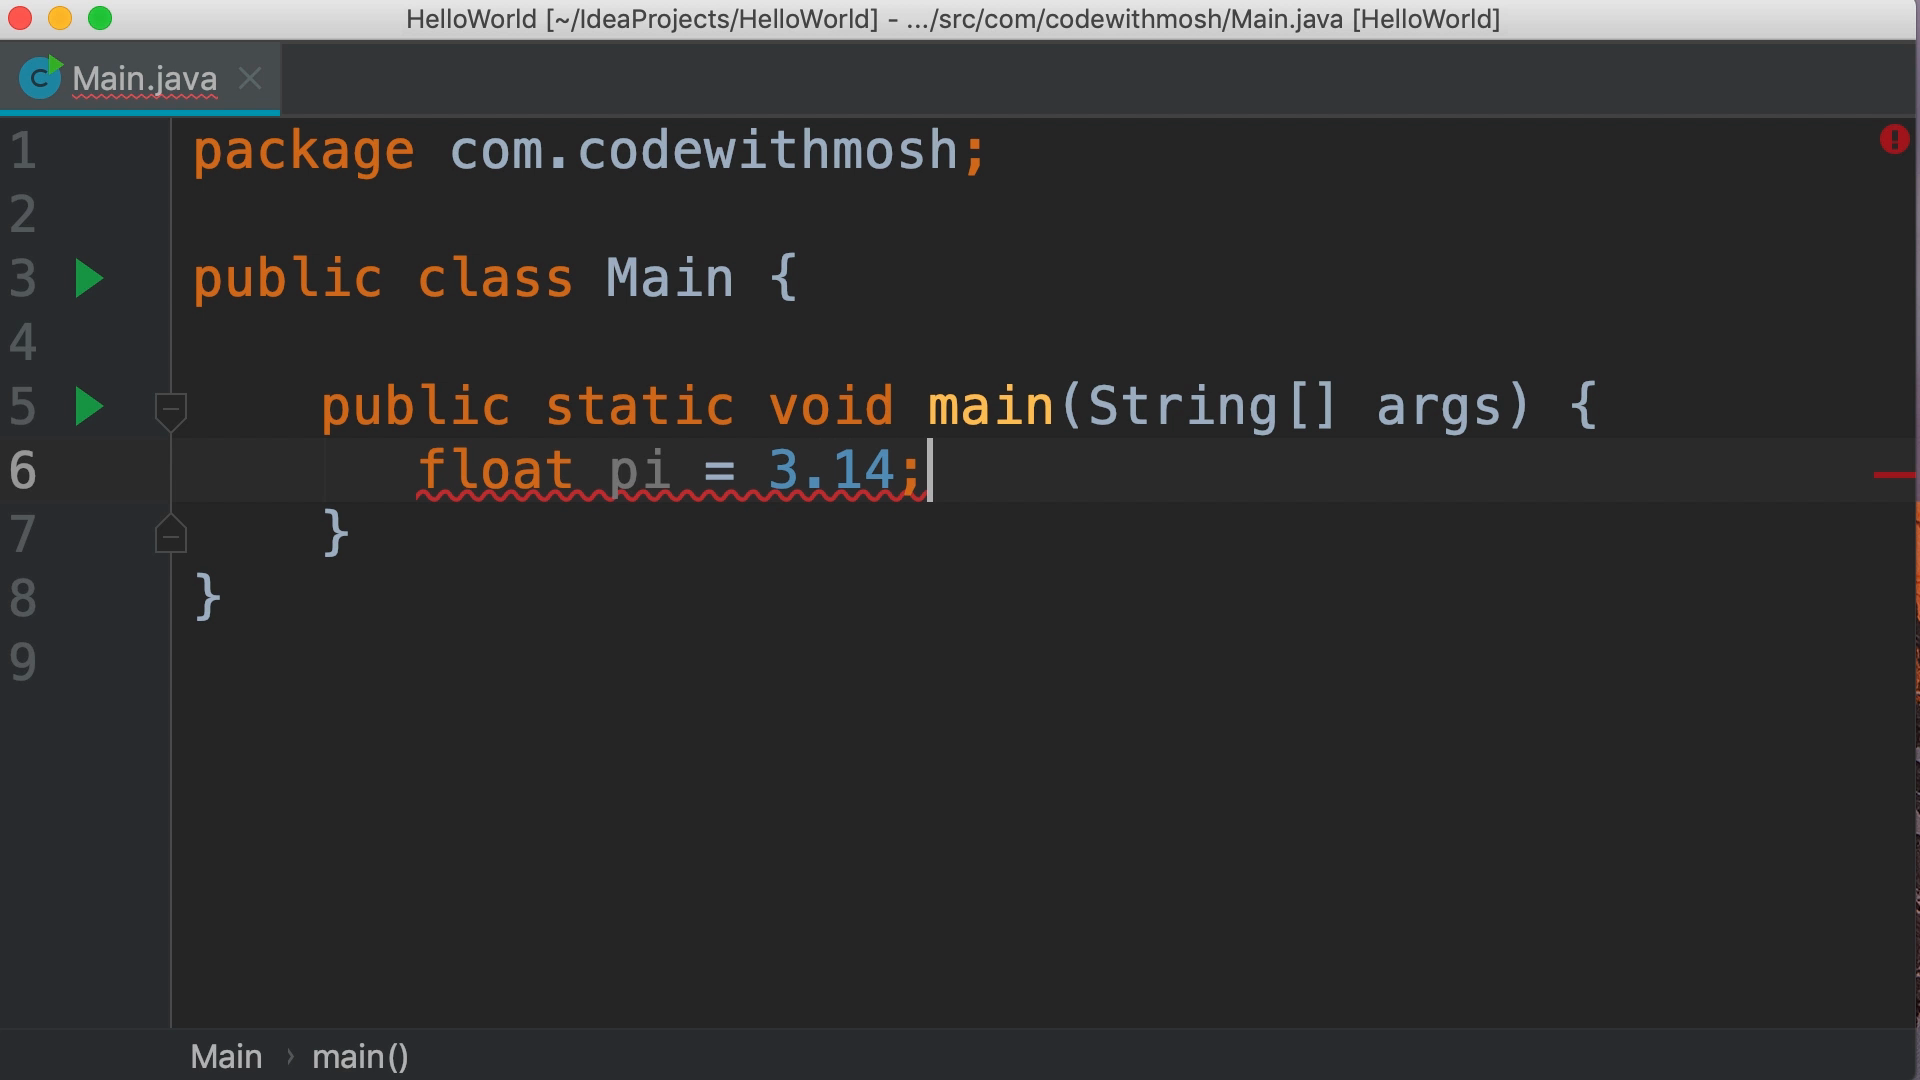 HelloWorld [~/IdeaProjects/HelloWorld] - .../src/com/codewithmosh/Main.java [HelloWorld]
C Main.java
1 package com.codewithmosh;
2
3 public class Main {
4
5 public static void main(String[] args) {
6 float pi = 3.14;
7 }
8 }
9
Main › main()